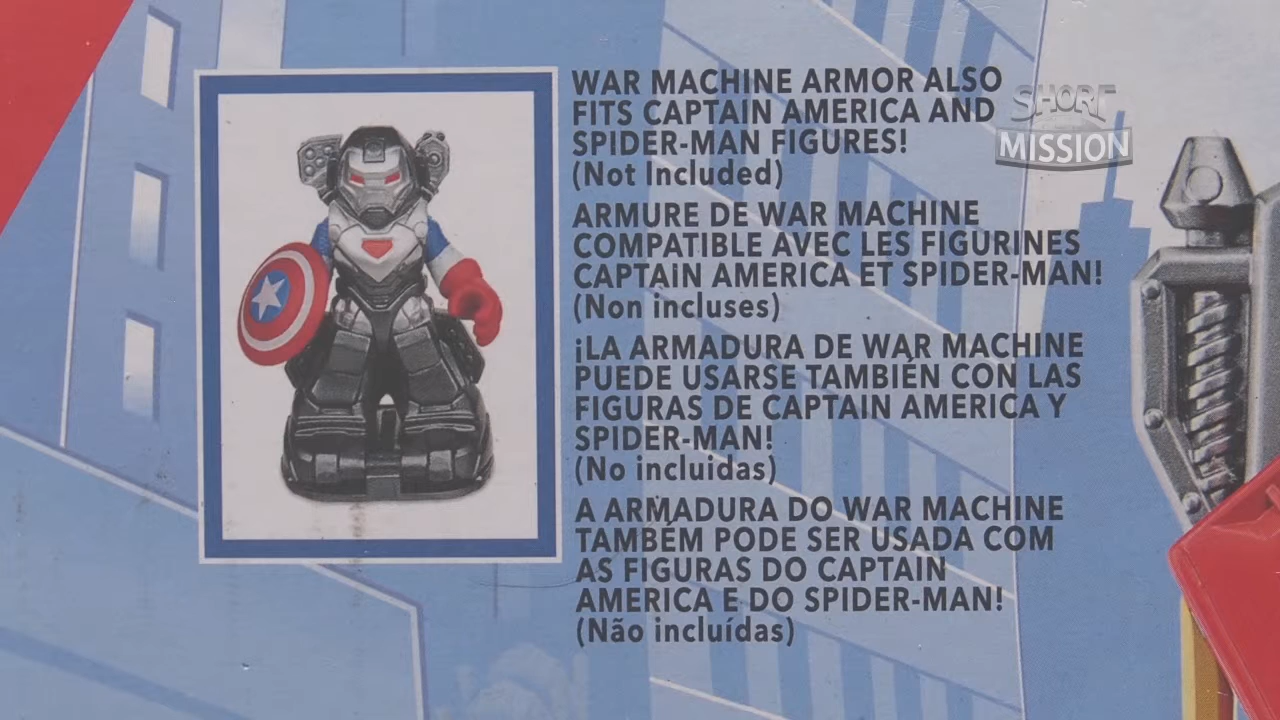 WAR MACHINE ARMOR ALSO
FITS CAPTAIN AMERICA AND
SPIDER-MAN FIGURES!
(Not Included)
ARMURE DE WAR MACHINE
COMPATIBLE AVEC LES FIGURINES
CAPTAIN AMERICA ET SPIDER-MAN!
(Non incluses)
¡LA ARMADURA DE WAR MACHINE
PUEDE USARSE TAMBIÉN CON LAS
FIGURAS DE CAPTAIN AMERICA Y
SPIDER-MAN!
(No incluidas)
A ARMADURA DO WAR MACHINE
TAMBÉM PODE SER USADA COM
AS FIGURAS DO CAPTAIN
AMERICA E DO SPIDER-MAN!
(Não incluídas)
SHORT
MISSION